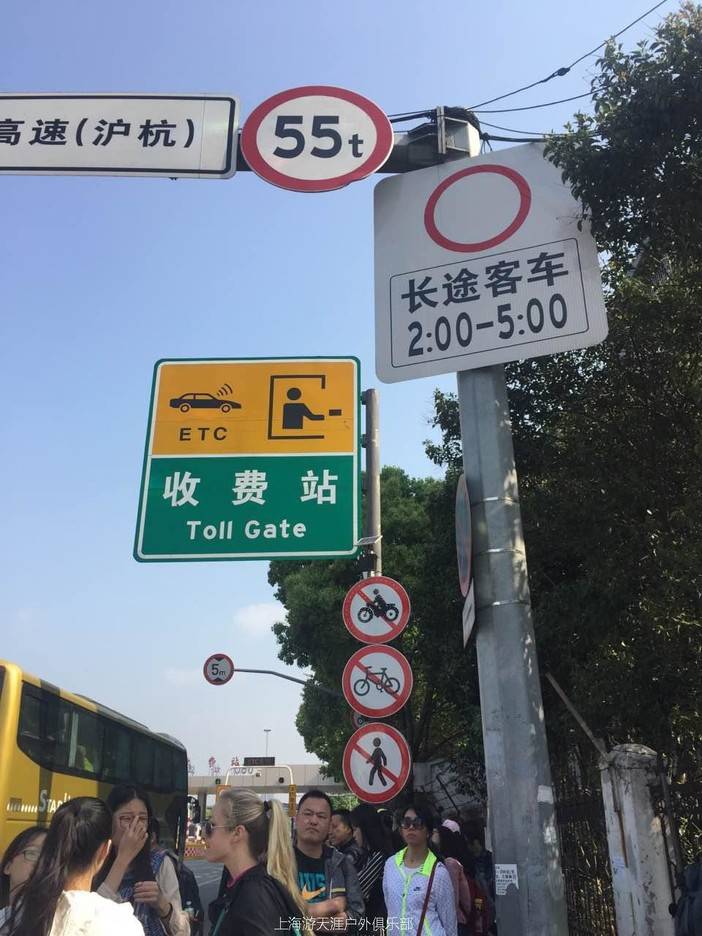 高速(沪杭)
55t
长途客车
2:00-5:00
ETC
收费站
Toll Gate
5m
上海游天涯户外俱乐部